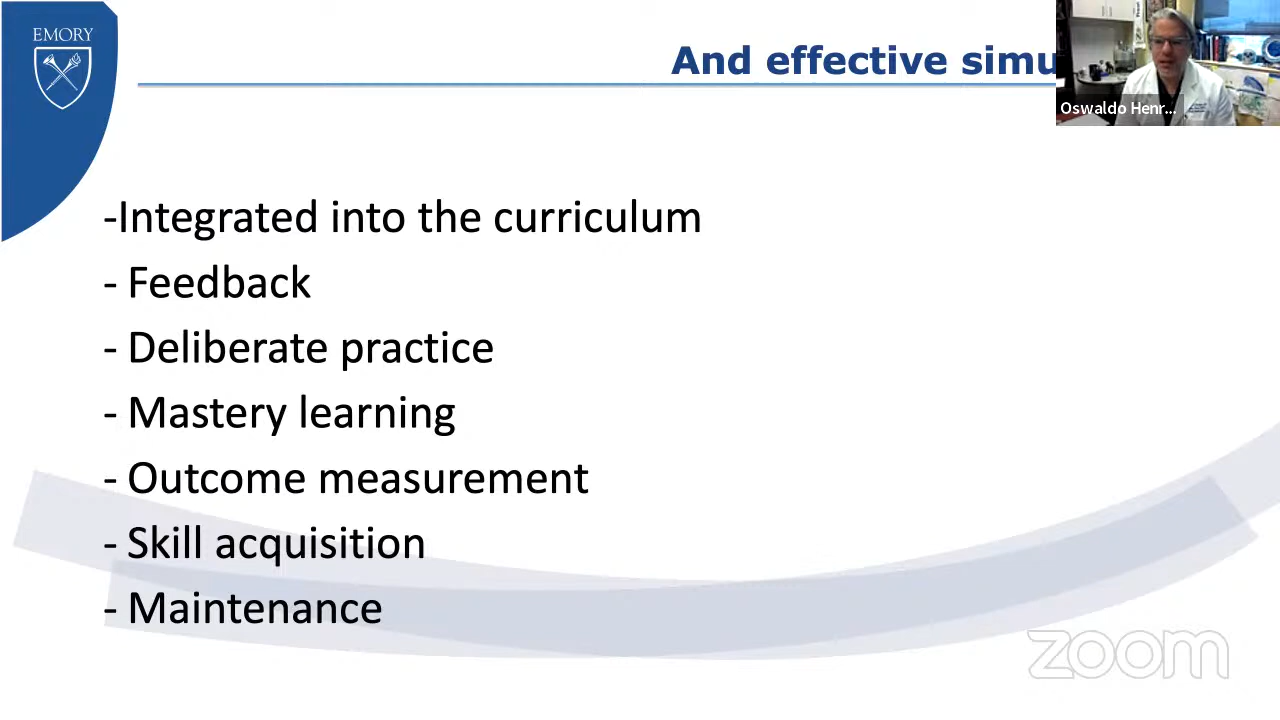 EMORY
And effective simu
Oswaldo Henr...
-Integrated into the curriculum
- Feedback
- Deliberate practice
- Mastery learning
- Outcome measurement
- Skill acquisition
- Maintenance
zoom